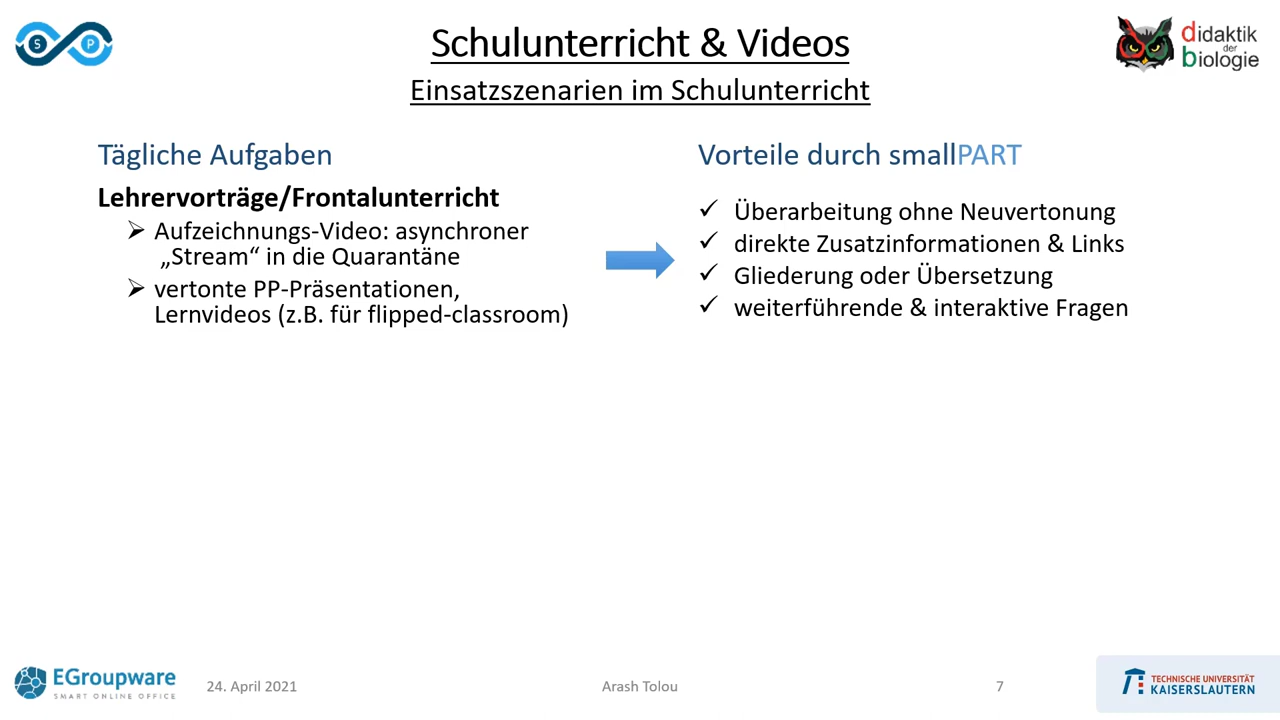 S P
Schulunterricht & Videos
didaktik
der
biologie
Einsatzszenarien im Schulunterricht
Tägliche Aufgaben
Lehrervorträge/Frontalunterricht
➢ Aufzeichnungs-Video: asynchroner
„Stream“ in die Quarantäne
➢ vertonte PP-Präsentationen,
Lernvideos (z.B. für flipped-classroom)
Vorteile durch smallPART
✓ Überarbeitung ohne Neuvertonung
✓ direkte Zusatzinformationen & Links
✓ Gliederung oder Übersetzung
✓ weiterführende & interaktive Fragen
EGroupware
SMART ONLINE OFFICE
24. April 2021
Arash Tolou
7
TECHNISCHE UNIVERSITÄT
KAISERSLAUTERN